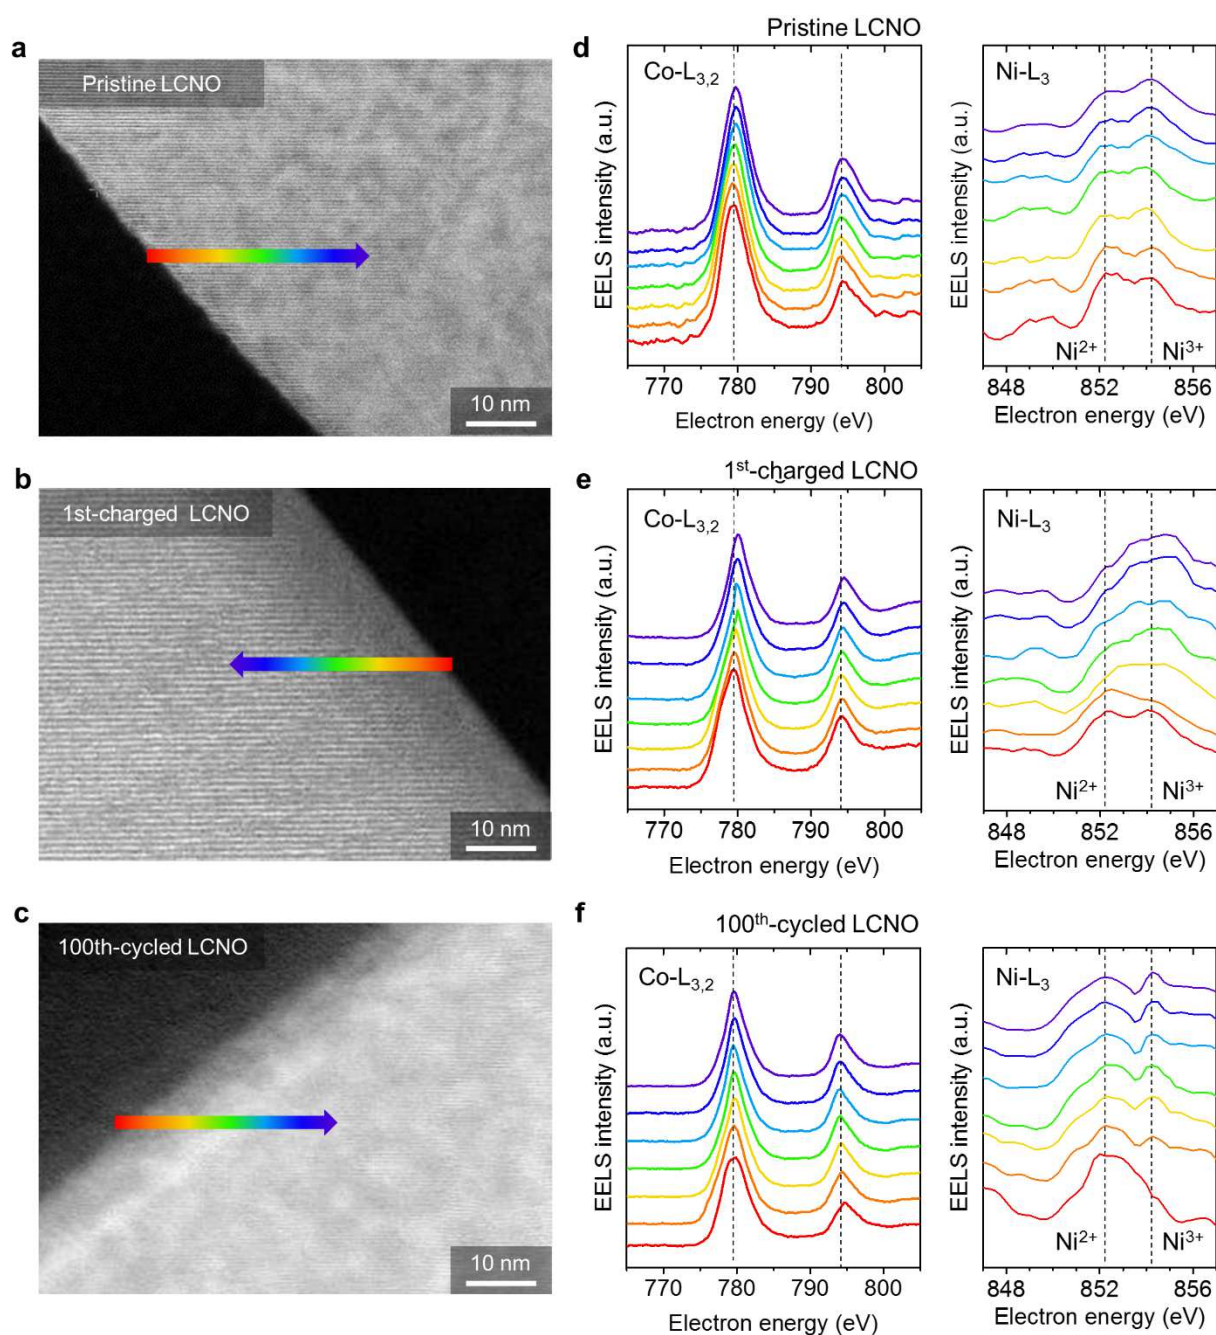 a
Pristine LCNO
10 nm
d
Pristine LCNO
Co-L3,2
EELS intensity (a.u.)
770 780 790 800
Electron energy (eV)
Ni-L3
EELS intensity (a.u.)
Ni2+ Ni3+
848 852 856
Electron energy (eV)
b
1st-charged LCNO
10 nm
e
1st-charged LCNO
Co-L3,2
EELS intensity (a.u.)
770 780 790 800
Electron energy (eV)
Ni-L3
EELS intensity (a.u.)
Ni2+ Ni3+
848 852 856
Electron energy (eV)
c
100th-cycled LCNO
10 nm
f
100th-cycled LCNO
Co-L3,2
EELS intensity (a.u.)
770 780 790 800
Electron energy (eV)
Ni-L3
EELS intensity (a.u.)
Ni2+ Ni3+
848 852 856
Electron energy (eV)